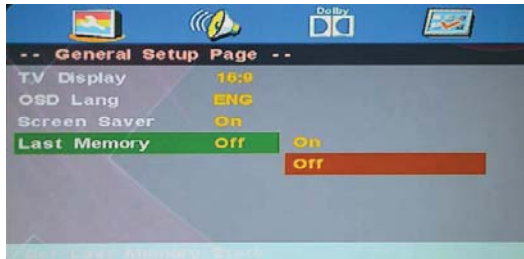 Dolby
-- General Setup Page --
TV Display 16:9
OSD Lang ENG
Screen Saver On
Last Memory Off On
Off